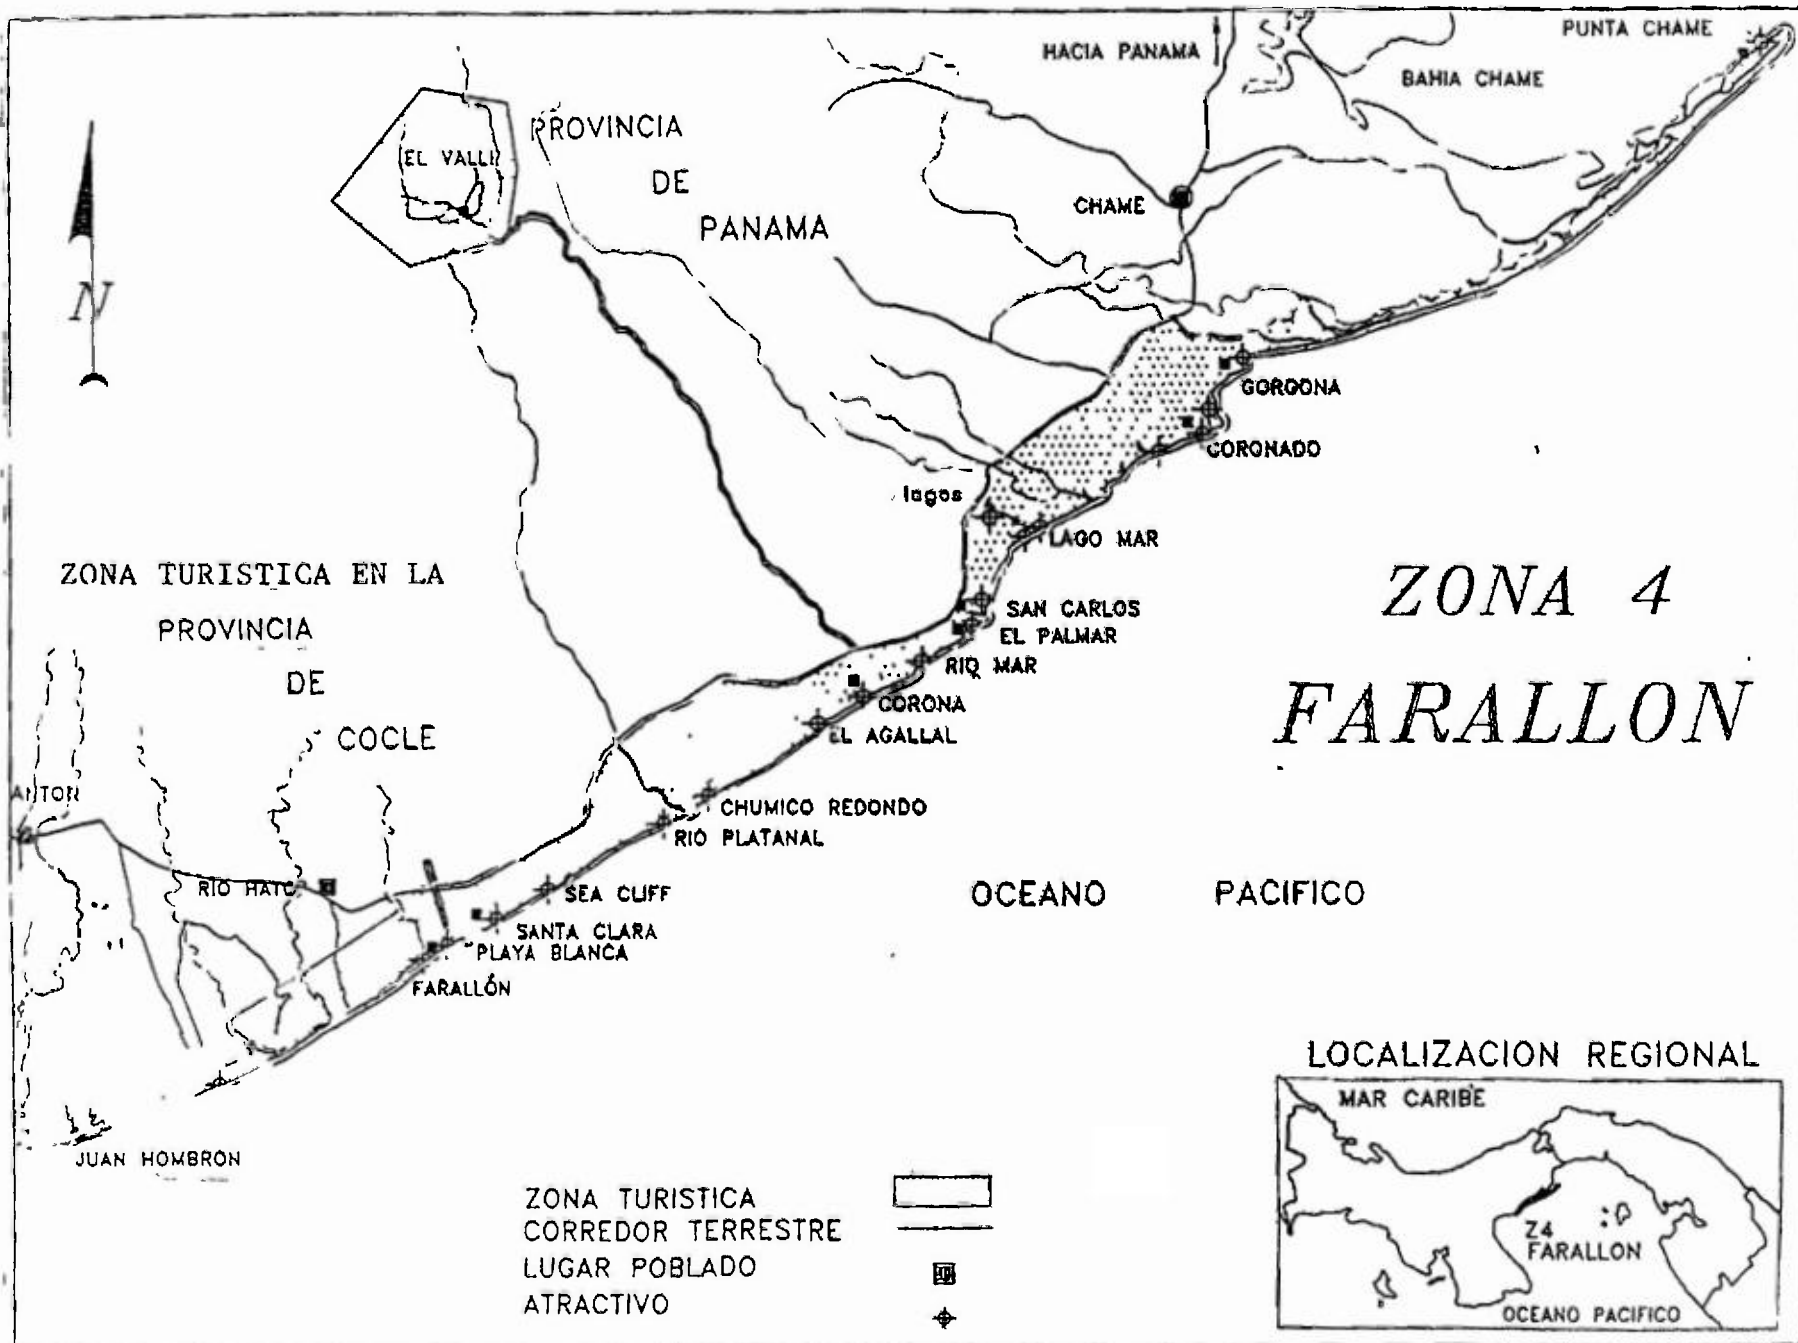 PUNTA CHAME
HACIA PANAMA
BAHIA CHAME
PROVINCIA
DE
PANAMA
EL VALLE
CHAME
N
GORGONA
CORONADO
lagos
LAGO MAR
ZONA TURISTICA EN LA
PROVINCIA
DE
COCLE
ZONA 4
FARALLON
SAN CARLOS
EL PALMAR
RIO MAR
CORONA
EL AGALLAL
ANTON
CHUMICO REDONDO
RIO PLATANAL
RIO HATO
SEA CLIFF
SANTA CLARA
PLAYA BLANCA
FARALLÓN
OCEANO PACIFICO
JUAN HOMBRON
LOCALIZACION REGIONAL
MAR CARIBE
Z4
FARALLON
OCEANO PACIFICO
ZONA TURISTICA
CORREDOR TERRESTRE
LUGAR POBLADO
ATRACTIVO